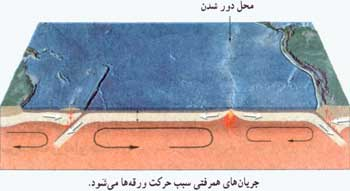 محل دور شدن
جریان‌های همرفتی سبب حرکت ورقه‌ها می‌شود.